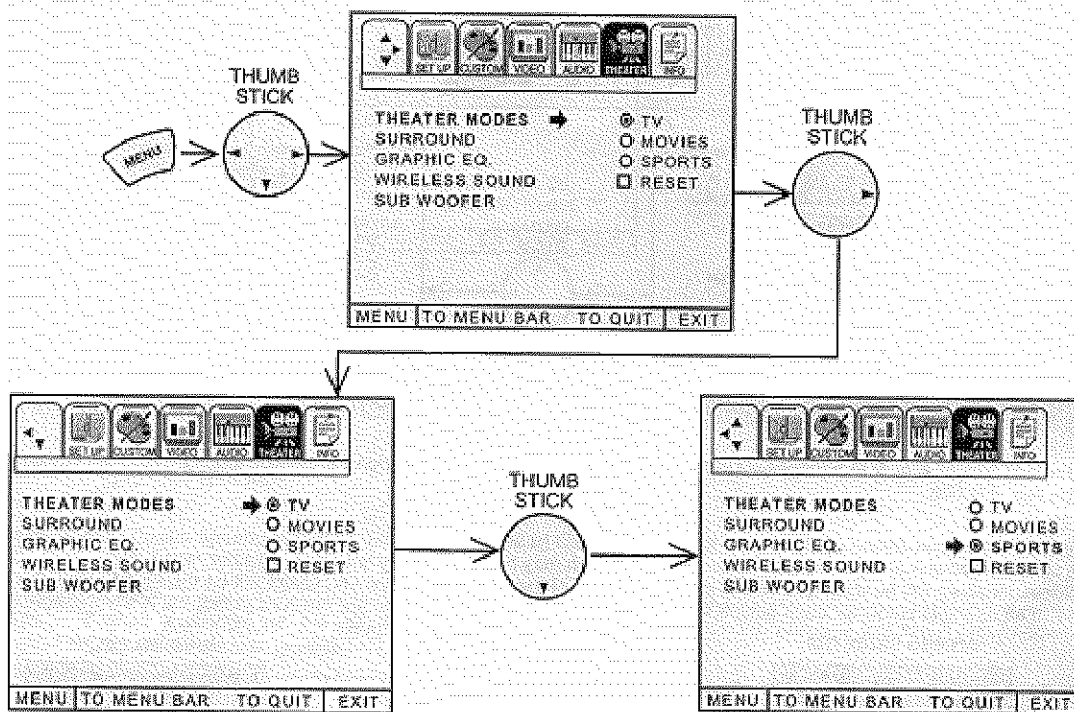 SET UP CUSTOM VIDEO AUDIO THEATER INFO
THUMB
STICK
MENU
THEATER MODES TV
SURROUND MOVIES
GRAPHIC EQ. SPORTS
WIRELESS SOUND RESET
SUB WOOFER
MENU TO MENU BAR TO QUIT EXIT
THUMB
STICK
SET UP CUSTOM VIDEO AUDIO THEATER INFO
THEATER MODES TV
SURROUND MOVIES
GRAPHIC EQ. SPORTS
WIRELESS SOUND RESET
SUB WOOFER
MENU TO MENU BAR TO QUIT EXIT
THUMB
STICK
SET UP CUSTOM VIDEO AUDIO THEATER INFO
THEATER MODES TV
SURROUND MOVIES
GRAPHIC EQ. SPORTS
WIRELESS SOUND RESET
SUB WOOFER
MENU TO MENU BAR TO QUIT EXIT